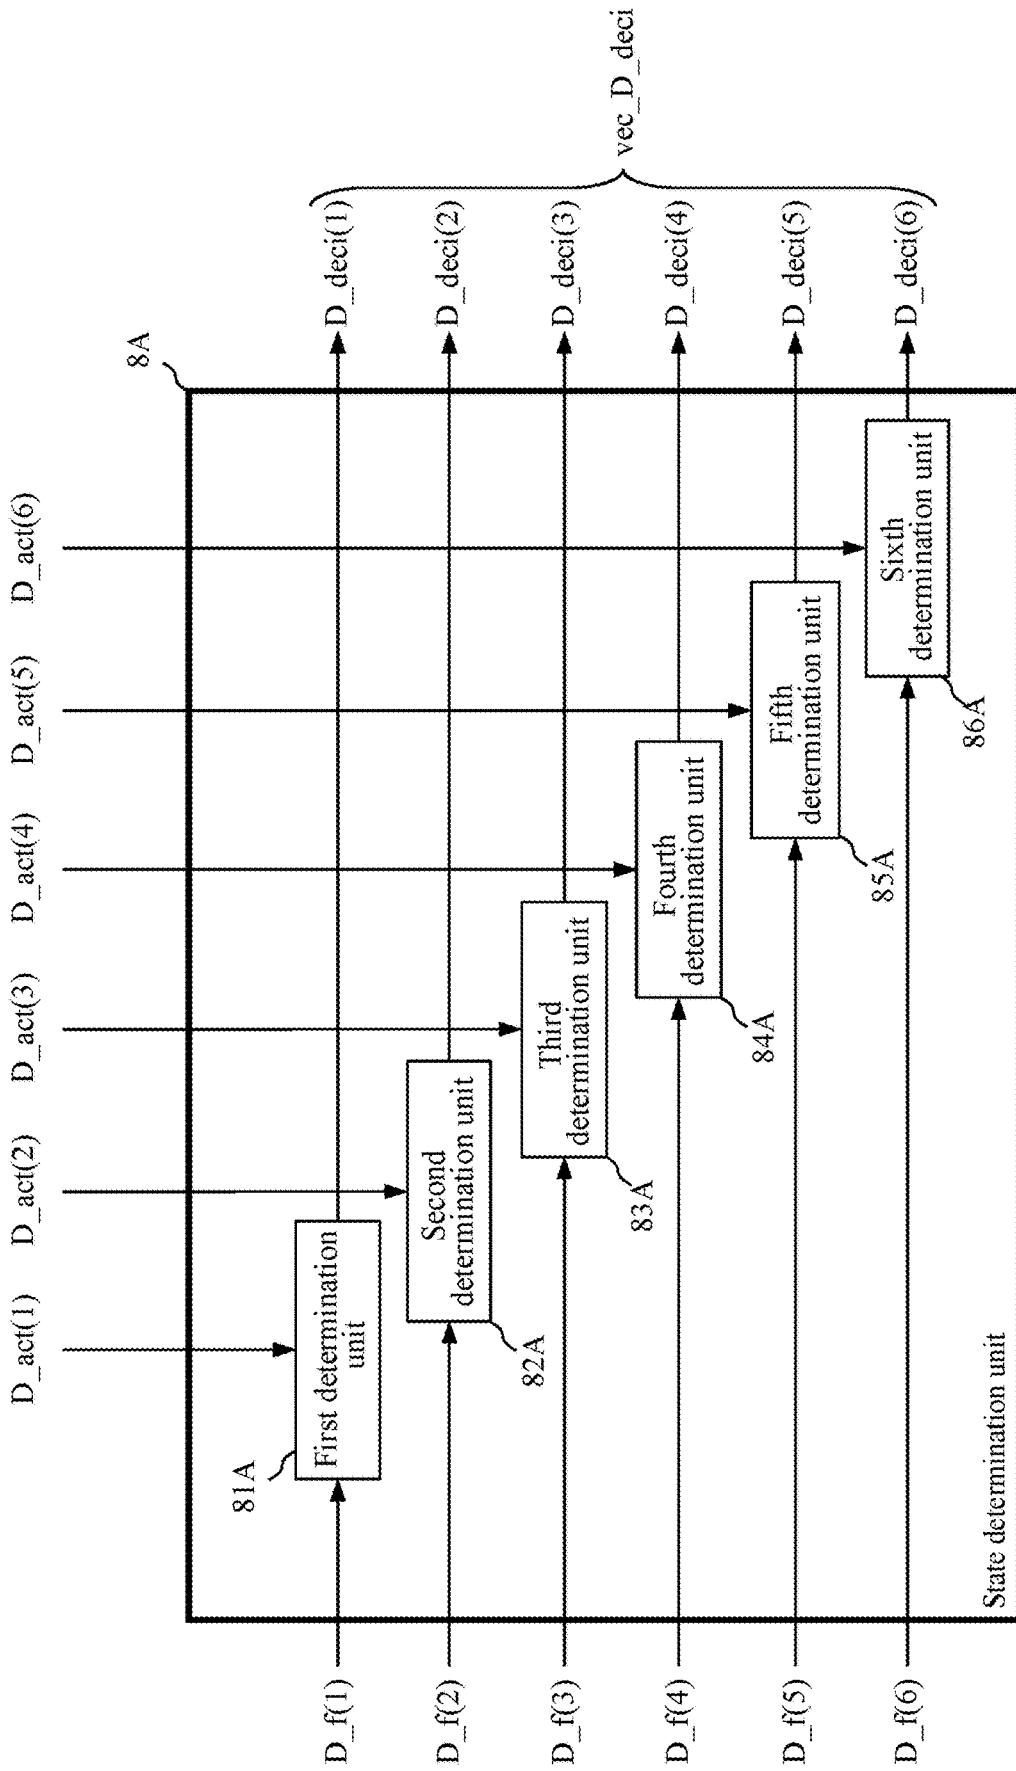 D_act(1)
D_act(2)
D_act(3)
D_act(4)
D_act(5)
D_act(6)
8A
D_f(1)
81A
First determination
unit
D_deci(1)
D_f(2)
82A
Second
determination unit
D_deci(2)
D_f(3)
83A
Third
determination unit
D_deci(3)
D_f(4)
84A
Fourth
determination unit
D_deci(4)
D_f(5)
85A
Fifth
determination unit
D_deci(5)
D_f(6)
86A
Sixth
determination unit
D_deci(6)
vec_D_deci
State determination unit